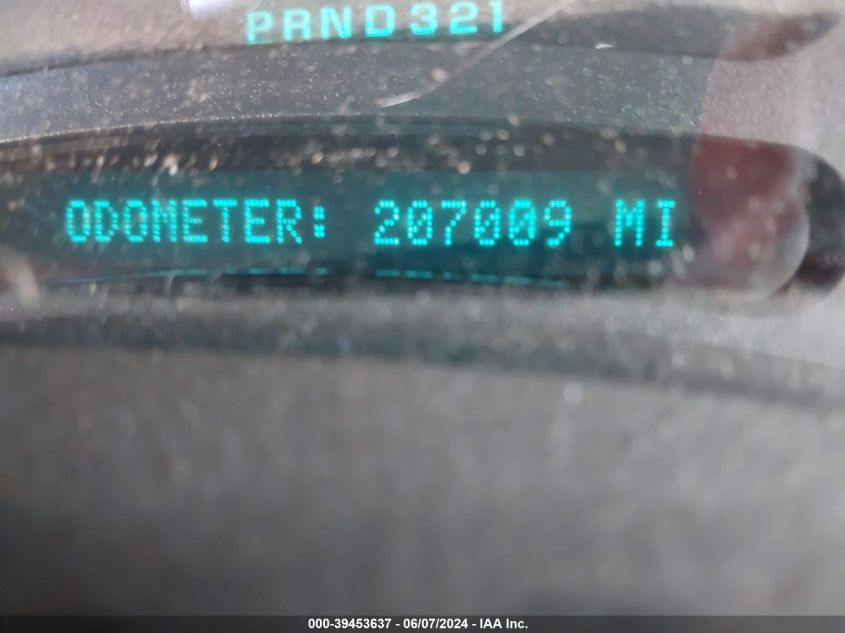 PRND321
ODOMETER: 207009 MI
000-39453637 - 06/07/2024 - IAA Inc.